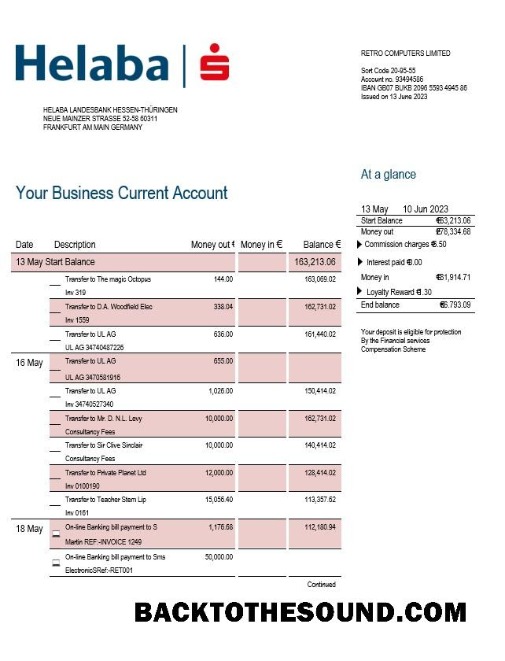 Helaba
HELABA LANDESBANK HESSEN-THÜRINGEN
NEUE MAINZER STRASSE 52-58 60311
FRANKFURT AM MAIN GERMANY
RETRO COMPUTERS LIMITED
Sort Code 20-95-55
Account no. 93494586
IBAN GB07 BUKB 2096 5593 4945 86
Issued on 13 June 2023
Your Business Current Account
At a glance
13 May 10 Jun 2023
Start Balance €63,213.06
Money out €78,334.68
Commission charges €6.50
Interest paid €0.00
Money in €81,914.71
Loyalty Reward €1.30
End balance €6.793.09
Your deposit is eligible for protection
By the Financial services
Compensation Scheme
Date Description Money out € Money in € Balance €
13 May Start Balance 163,213.06
Transfer to The magic Octopus 144.00 163,069.02
Inv 319
Transfer to D.A. Woodfield Elec 338.04 162,731.02
Inv 1559
Transfer to UL AG 636.00 161,440.02
UL AG 34740487226
16 May Transfer to UL AG 655.00
UL AG 3470581916
Transfer to UL AG 1,026.00 150,414.02
Inv 34740527340
Transfer to Mr. D. N.L. Levy 10,000.00 162,731.02
Consultancy Fees
Transfer to Sir Clive Sinclair 10,000.00 140,414.02
Consultancy Fees
Transfer to Private Planet Ltd 12,000.00 128,414.02
Inv 0100190
Transfer to Teacher Stem Lip 15,056.40 113,357.62
Inv 0161
18 May On-line Banking bill payment to S 1,176.68 112,180.94
Martin REF:-INVOICE 1249
On-line Banking bill payment to Sms 50,000.00
ElectronicSRef:-RET001
Continued
BACKTOTHESOUND.COM